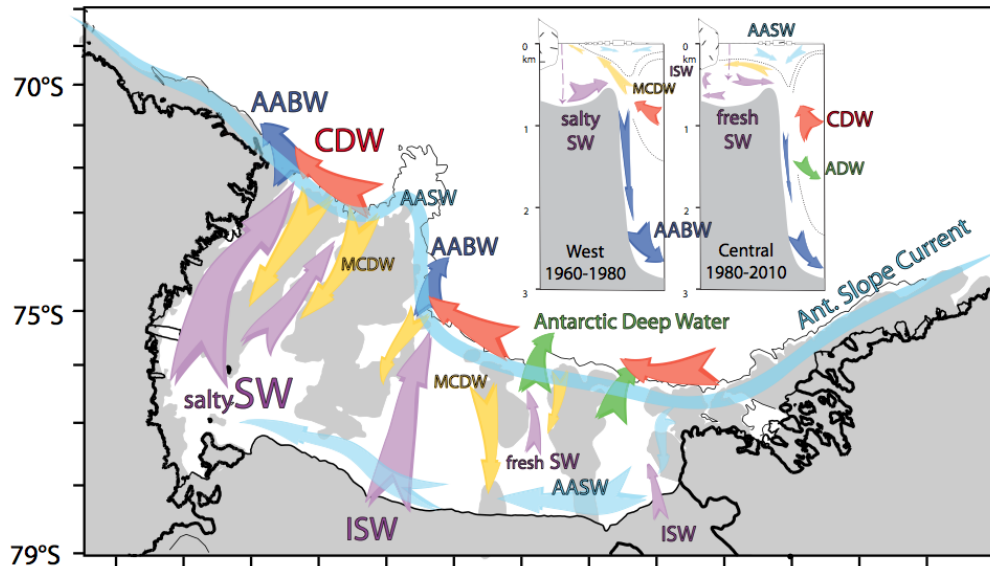 70°S
75°S
79°S
AABW
CDW
AASW
MCDW
AABW
Antarctic Deep Water
Ant. Slope Current
salty SW
MCDW
fresh SW
AASW
ISW
ISW
0
km
1
2
3
salty
SW
MCDW
AABW
West
1960-1980
AASW
0
km
ISW
fresh
SW
CDW
ADW
1
2
3
Central
1980-2010